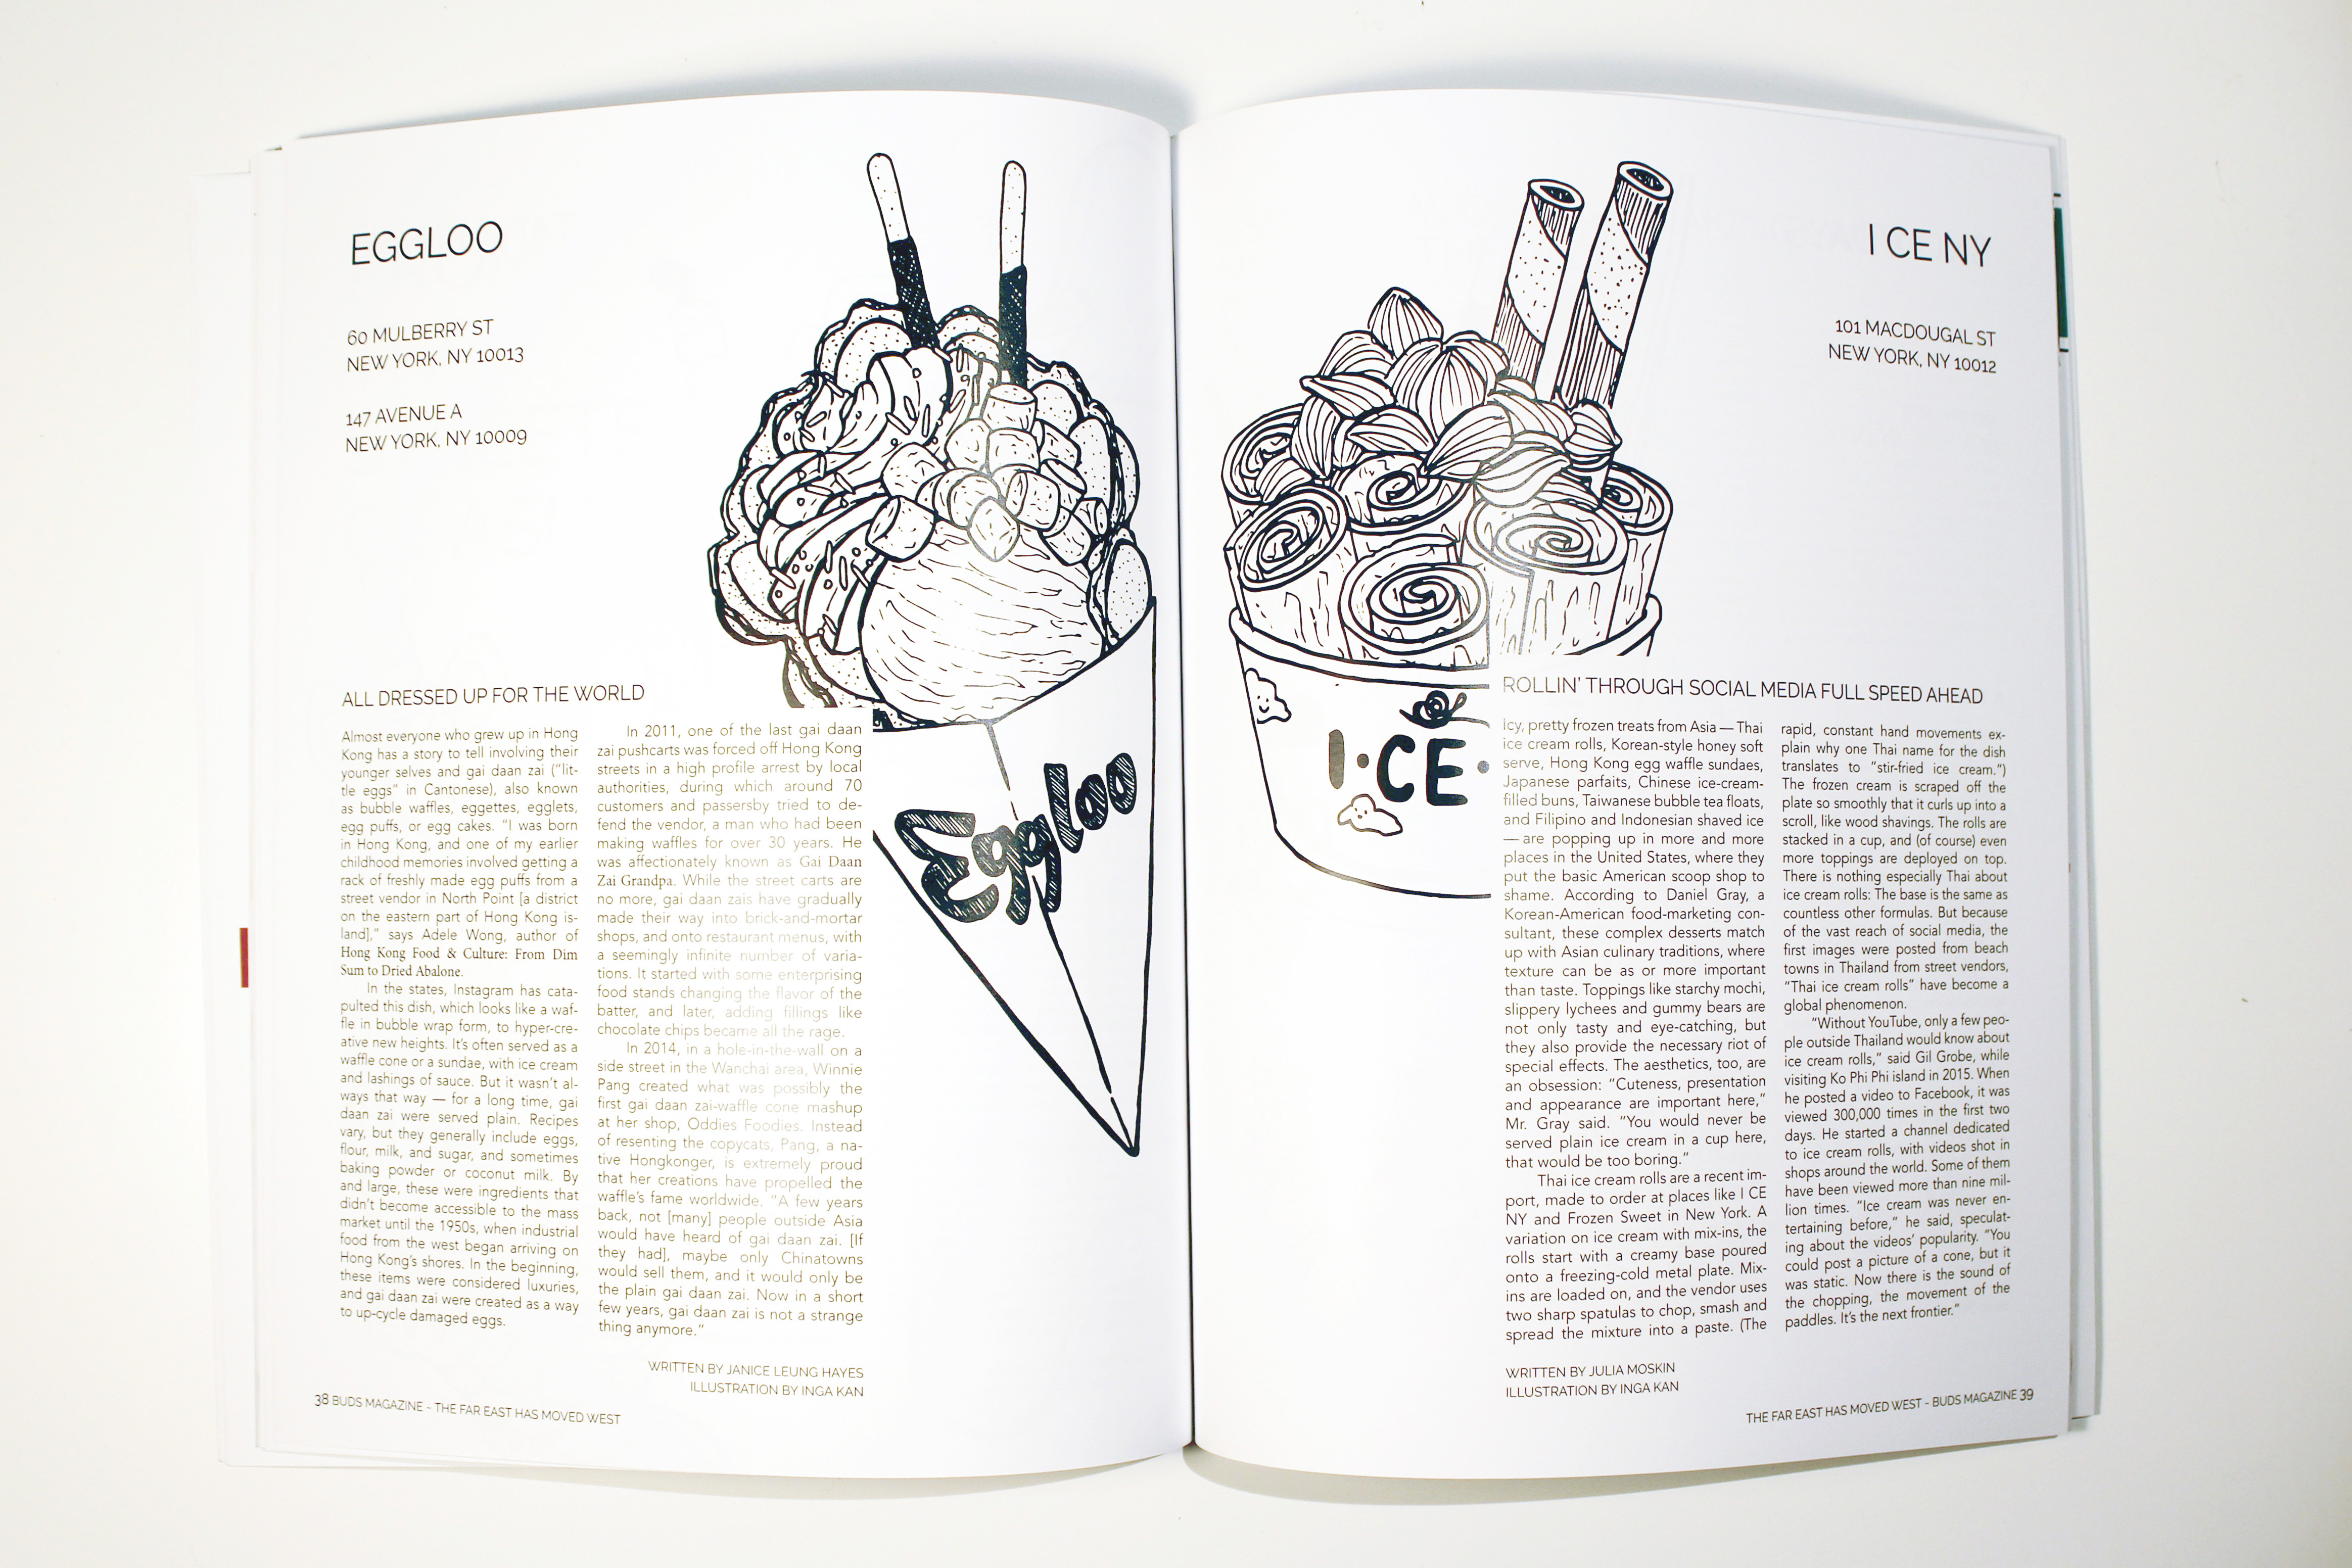 EGGLOO
60 MULBERRY ST
NEW YORK, NY 10013
147 AVENUE A
NEW YORK, NY 10009
ALL DRESSED UP FOR THE WORLD
Almost everyone who grew up in Hong
Kong has a story to tell involving their
younger selves and gai daan zai (“lit-
tle eggs” in Cantonese), also known
as bubble waffles, eggettes, egglets,
egg puffs, or egg cakes. “I was born
in Hong Kong, and one of my earlier
childhood memories involved getting a
rack of freshly made egg puffs from a
street vendor in North Point [a district
on the eastern part of Hong Kong is-
land],” says Adele Wong, author of
Hong Kong Food & Culture: From Dim
Sum to Dried Abalone.
In the states, Instagram has cata-
pulted this dish, which looks like a waf-
fle in bubble wrap form, to hyper-cre-
ative new heights. It’s often served as a
waffle cone or a sundae, with ice cream
and lashings of sauce. But it wasn’t al-
ways that way — for a long time, gai
daan zai were served plain. Recipes
vary, but they generally include eggs,
flour, milk, and sugar, and sometimes
baking powder or coconut milk. By
and large, these were ingredients that
didn’t become accessible to the mass
market until the 1950s, when industrial
food from the west began arriving on
Hong Kong’s shores. In the beginning,
these items were considered luxuries,
and gai daan zai were created as a way
to up-cycle damaged eggs.
In 2011, one of the last gai daan
zai pushcarts was forced off Hong Kong
streets in a high profile arrest by local
authorities, during which around 70
customers and passersby tried to de-
fend the vendor, a man who had been
making waffles for over 30 years. He
was affectionately known as Gai Daan
Zai Grandpa. While the street carts are
no more, gai daan zais have gradually
made their way into brick-and-mortar
shops, and onto restaurant menus, with
a seemingly infinite number of varia-
tions. It started with some enterprising
food stands changing the flavor of the
batter, and later, adding fillings like
chocolate chips became all the rage.
In 2014, in a hole-in-the-wall on a
side street in the Wanchai area, Winnie
Pang created what was possibly the
first gai daan zai-waffle cone mashup
at her shop, Oddies Foodies. Instead
of resenting the copycats, Pang, a na-
tive Hongkonger, is extremely proud
that her creations have propelled the
waffle’s fame worldwide. “A few years
back, not [many] people outside Asia
would have heard of gai daan zai. [If
they had], maybe only Chinatowns
would sell them, and it would only be
the plain gai daan zai. Now in a short
few years, gai daan zai is not a strange
thing anymore.”
WRITTEN BY JANICE LEUNG HAYES
ILLUSTRATION BY INGA KAN
Eggloo
38 BUDS MAGAZINE - THE FAR EAST HAS MOVED WEST
I CE NY
101 MACDOUGAL ST
NEW YORK, NY 10012
I·CE·
ROLLIN’ THROUGH SOCIAL MEDIA FULL SPEED AHEAD
Icy, pretty frozen treats from Asia — Thai
ice cream rolls, Korean-style honey soft
serve, Hong Kong egg waffle sundaes,
Japanese parfaits, Chinese ice-cream-
filled buns, Taiwanese bubble tea floats,
and Filipino and Indonesian shaved ice
— are popping up in more and more
places in the United States, where they
put the basic American scoop shop to
shame. According to Daniel Gray, a
Korean-American food-marketing con-
sultant, these complex desserts match
up with Asian culinary traditions, where
texture can be as or more important
than taste. Toppings like starchy mochi,
slippery lychees and gummy bears are
not only tasty and eye-catching, but
they also provide the necessary riot of
special effects. The aesthetics, too, are
an obsession: “Cuteness, presentation
and appearance are important here,”
Mr. Gray said. “You would never be
served plain ice cream in a cup here,
that would be too boring.”
Thai ice cream rolls are a recent im-
port, made to order at places like I CE
NY and Frozen Sweet in New York. A
variation on ice cream with mix-ins, the
rolls start with a creamy base poured
onto a freezing-cold metal plate. Mix-
ins are loaded on, and the vendor uses
two sharp spatulas to chop, smash and
spread the mixture into a paste. (The
rapid, constant hand movements ex-
plain why one Thai name for the dish
translates to “stir-fried ice cream.”)
The frozen cream is scraped off the
plate so smoothly that it curls up into a
scroll, like wood shavings. The rolls are
stacked in a cup, and (of course) even
more toppings are deployed on top.
There is nothing especially Thai about
ice cream rolls: The base is the same as
countless other formulas. But because
of the vast reach of social media, the
first images were posted from beach
towns in Thailand from street vendors,
“Thai ice cream rolls” have become a
global phenomenon.
“Without YouTube, only a few peo-
ple outside Thailand would know about
ice cream rolls,” said Gil Grobe, while
visiting Ko Phi Phi island in 2015. When
he posted a video to Facebook, it was
viewed 300,000 times in the first two
days. He started a channel dedicated
to ice cream rolls, with videos shot in
shops around the world. Some of them
have been viewed more than nine mil-
lion times. “Ice cream was never en-
tertaining before,” he said, speculat-
ing about the videos’ popularity. “You
could post a picture of a cone, but it
was static. Now there is the sound of
the chopping, the movement of the
paddles. It’s the next frontier.”
WRITTEN BY JULIA MOSKIN
ILLUSTRATION BY INGA KAN
THE FAR EAST HAS MOVED WEST - BUDS MAGAZINE 39